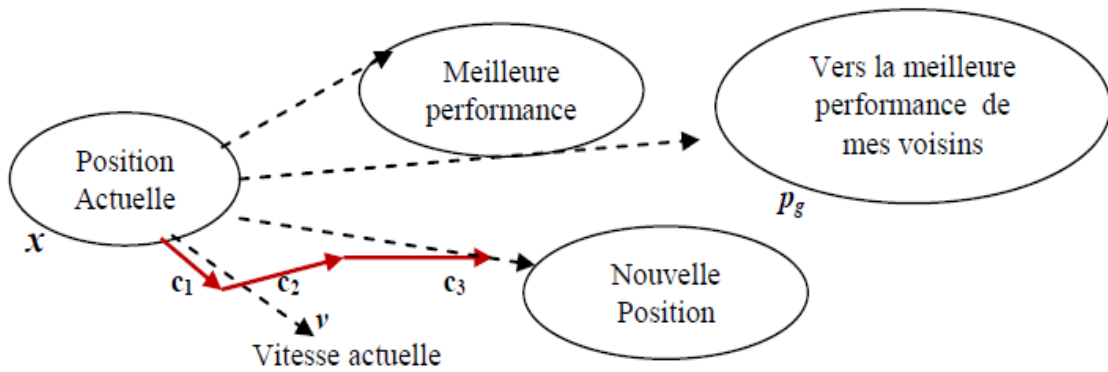 Meilleure
performance
Vers la meilleure
performance de
mes voisins
p_g
Position
Actuelle
x
c₁
c₂
c₃
v
Vitesse actuelle
Nouvelle
Position